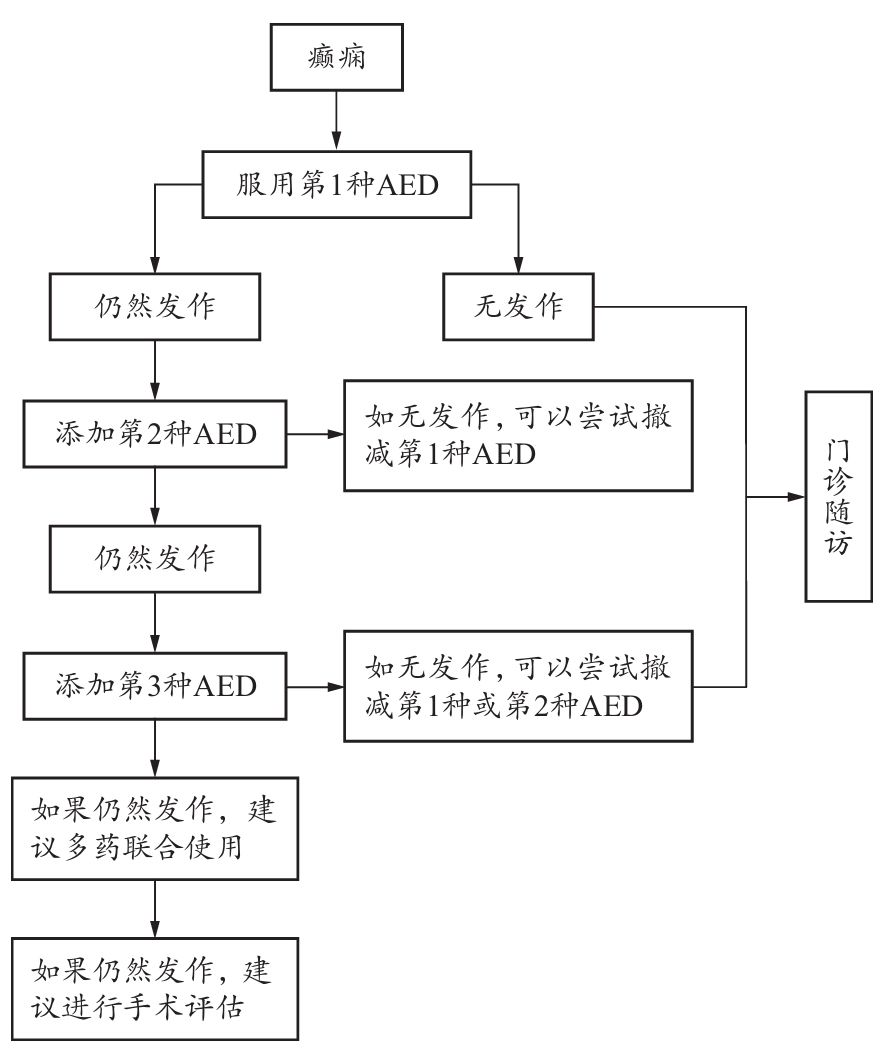 癫痫
服用第1种AED
仍然发作
无发作
添加第2种AED
如无发作，可以尝试撤
减第1种AED
门诊随访
仍然发作
添加第3种AED
如无发作，可以尝试撤
减第1种或第2种AED
如果仍然发作，建
议多药联合使用
如果仍然发作，建
议进行手术评估